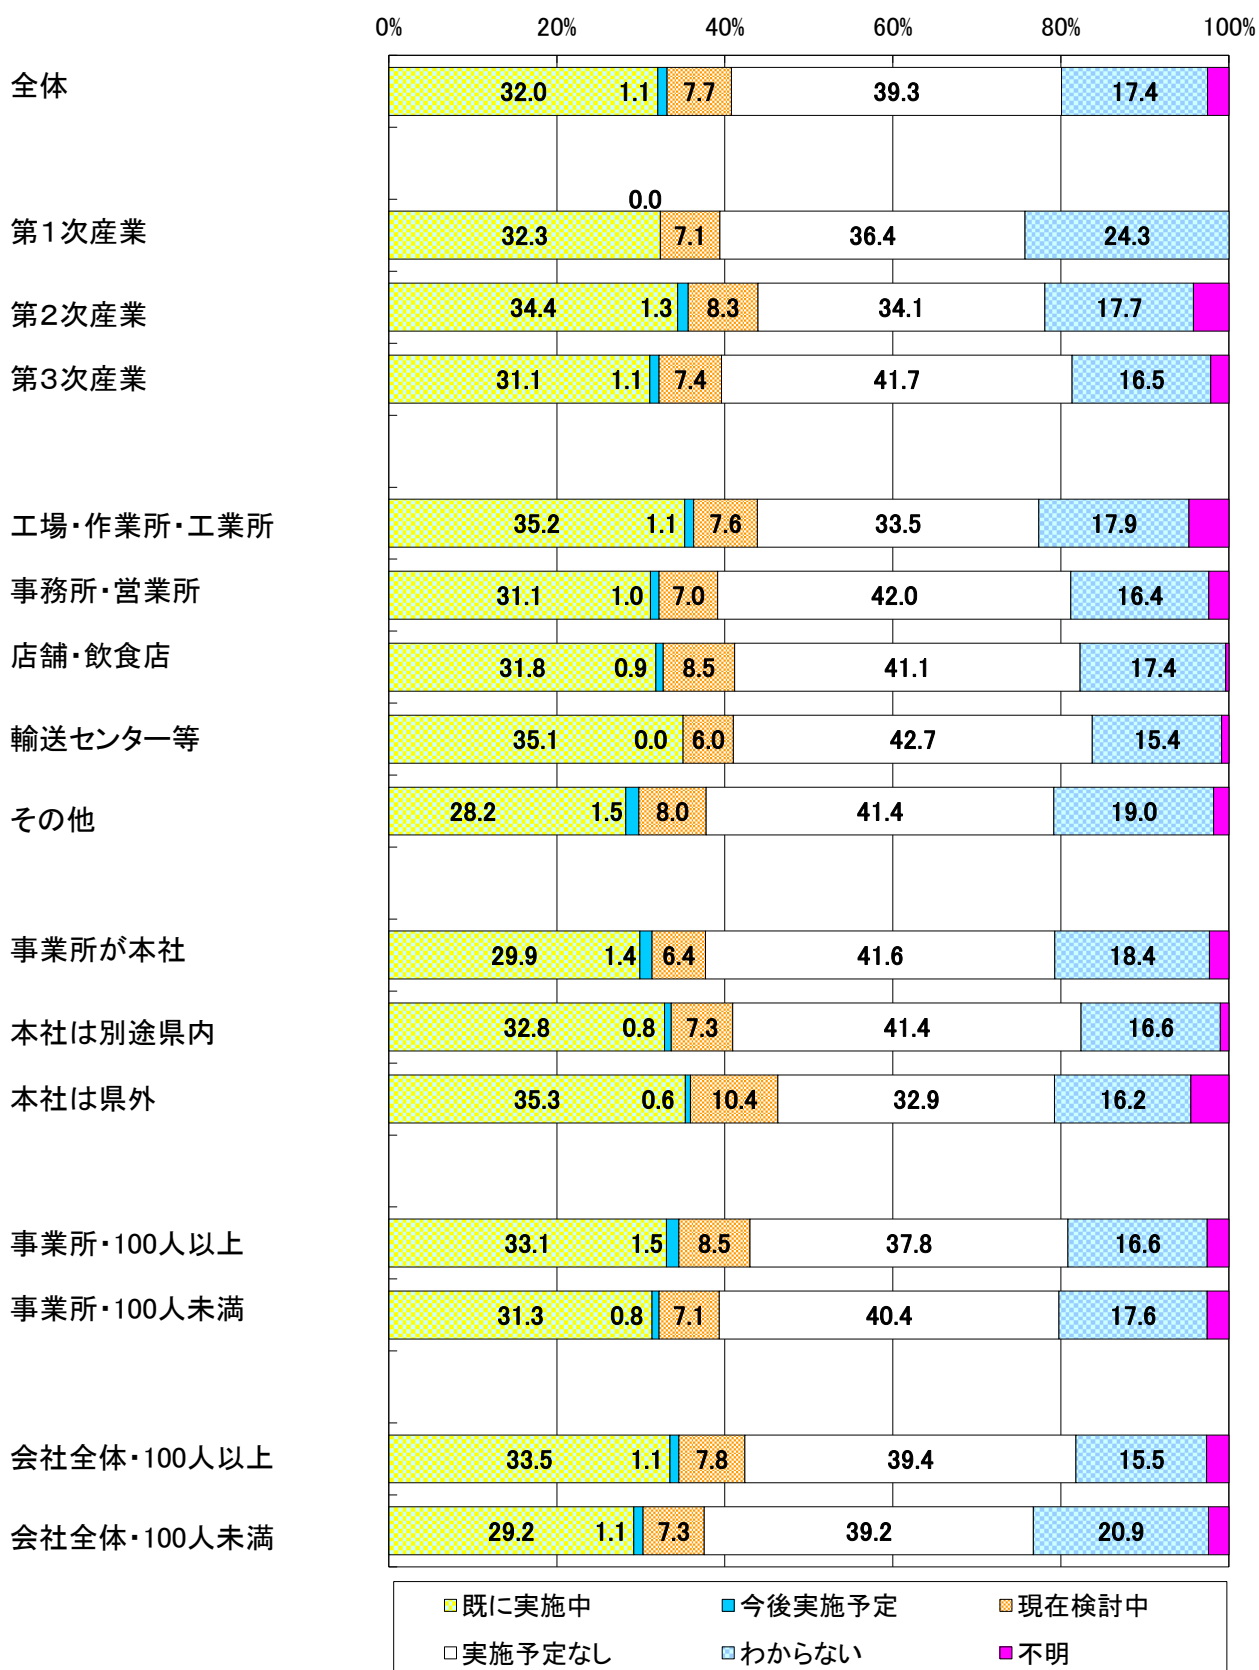 0% 20% 40% 60% 80% 100%
全体 32.0 1.1 7.7 39.3 17.4
0.0
第1次産業 32.3 7.1 36.4 24.3
第2次産業 34.4 1.3 8.3 34.1 17.7
第3次産業 31.1 1.1 7.4 41.7 16.5
工場・作業所・工業所 35.2 1.1 7.6 33.5 17.9
事務所・営業所 31.1 1.0 7.0 42.0 16.4
店舗・飲食店 31.8 0.9 8.5 41.1 17.4
輸送センター等 35.1 0.0 6.0 42.7 15.4
その他 28.2 1.5 8.0 41.4 19.0
事業所が本社 29.9 1.4 6.4 41.6 18.4
本社は別途県内 32.8 0.8 7.3 41.4 16.6
本社は県外 35.3 0.6 10.4 32.9 16.2
事業所・100人以上 33.1 1.5 8.5 37.8 16.6
事業所・100人未満 31.3 0.8 7.1 40.4 17.6
会社全体・100人以上 33.5 1.1 7.8 39.4 15.5
会社全体・100人未満 29.2 1.1 7.3 39.2 20.9
既に実施中 今後実施予定 現在検討中
実施予定なし わからない 不明